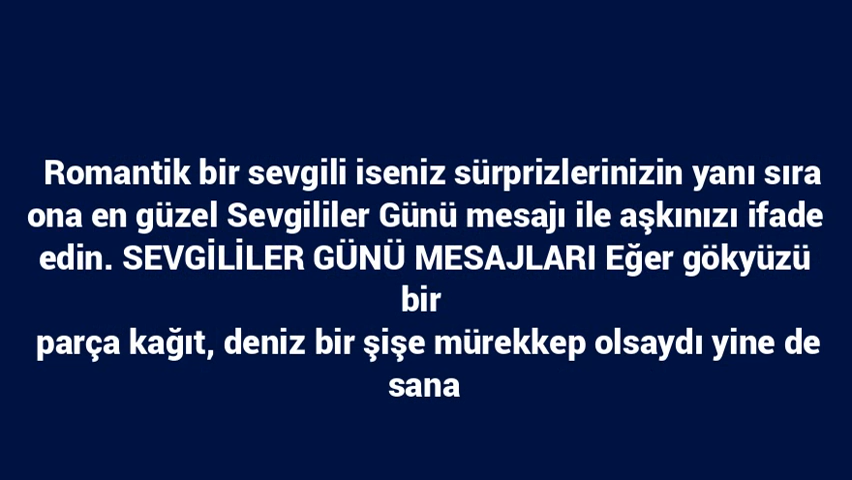 Romantik bir sevgili iseniz sürprizlerinizin yanı sıra
ona en güzel Sevgililer Günü mesajı ile aşkınızı ifade
edin. SEVGİLİLER GÜNÜ MESAJLARI Eğer gökyüzü
bir
parça kağıt, deniz bir şişe mürekkep olsaydı yine de
sana